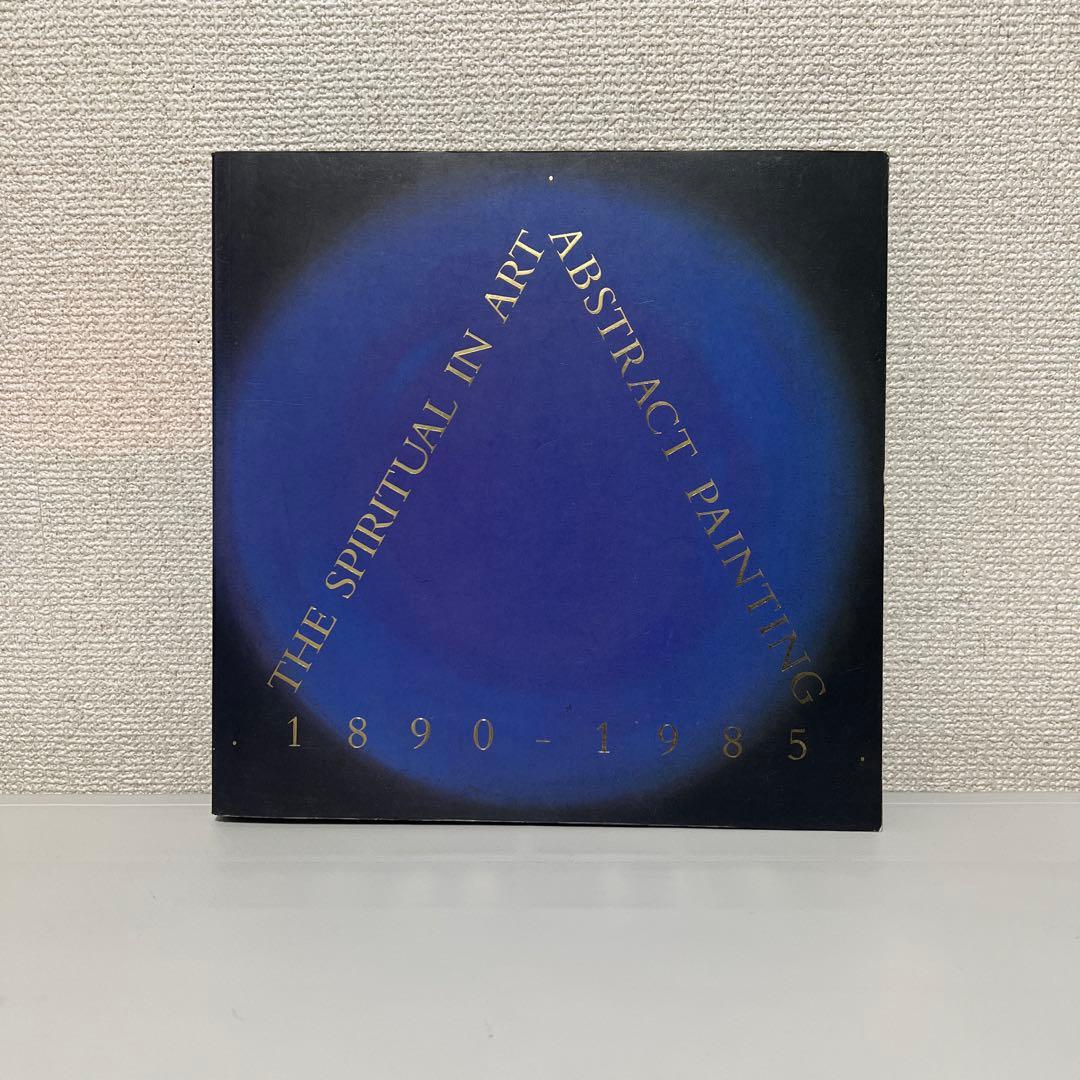 THE SPIRITUAL IN ART
ABSTRACT PAINTING
1890-1985